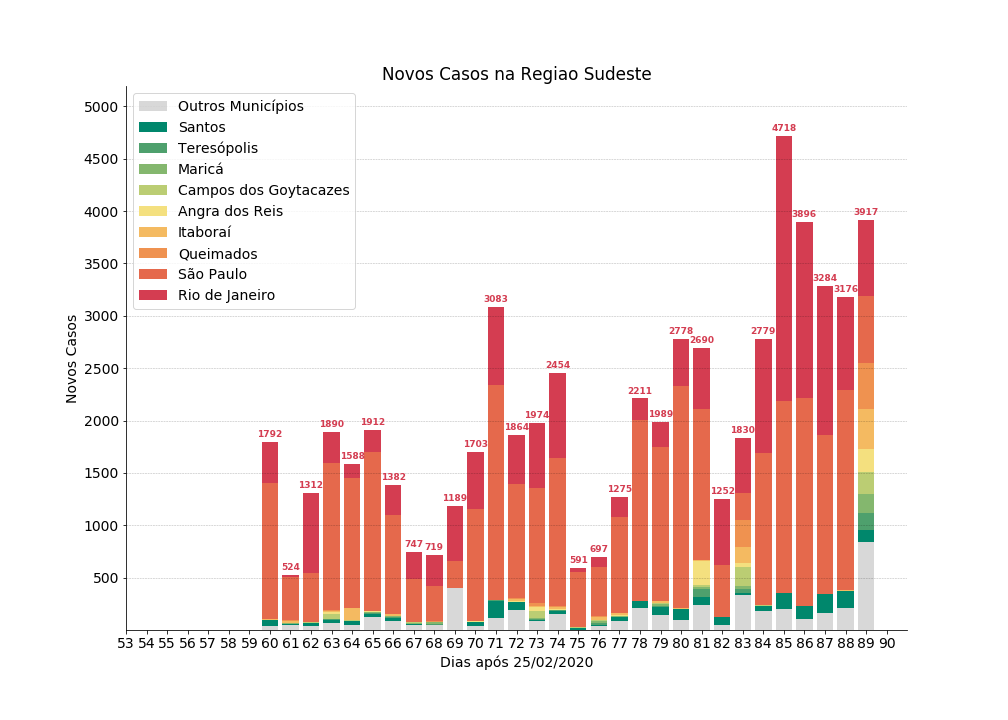 Novos Casos na Regiao Sudeste
Outros Municípios
Santos
Teresópolis
Maricá
Campos dos Goytacazes
Angra dos Reis
Itaboraí
Queimados
São Paulo
Rio de Janeiro
Novos Casos
5000
4500
4000
3500
3000
2500
2000
1500
1000
500
1792
524
1312
1890
1588
1912
1382
747
719
1189
1703
3083
1864
1974
2454
591
697
1275
2211
1989
2778
2690
1252
1830
2779
4718
3896
3284
3176
3917
53 54 55 56 57 58 59 60 61 62 63 64 65 66 67 68 69 70 71 72 73 74 75 76 77 78 79 80 81 82 83 84 85 86 87 88 89 90
Dias após 25/02/2020